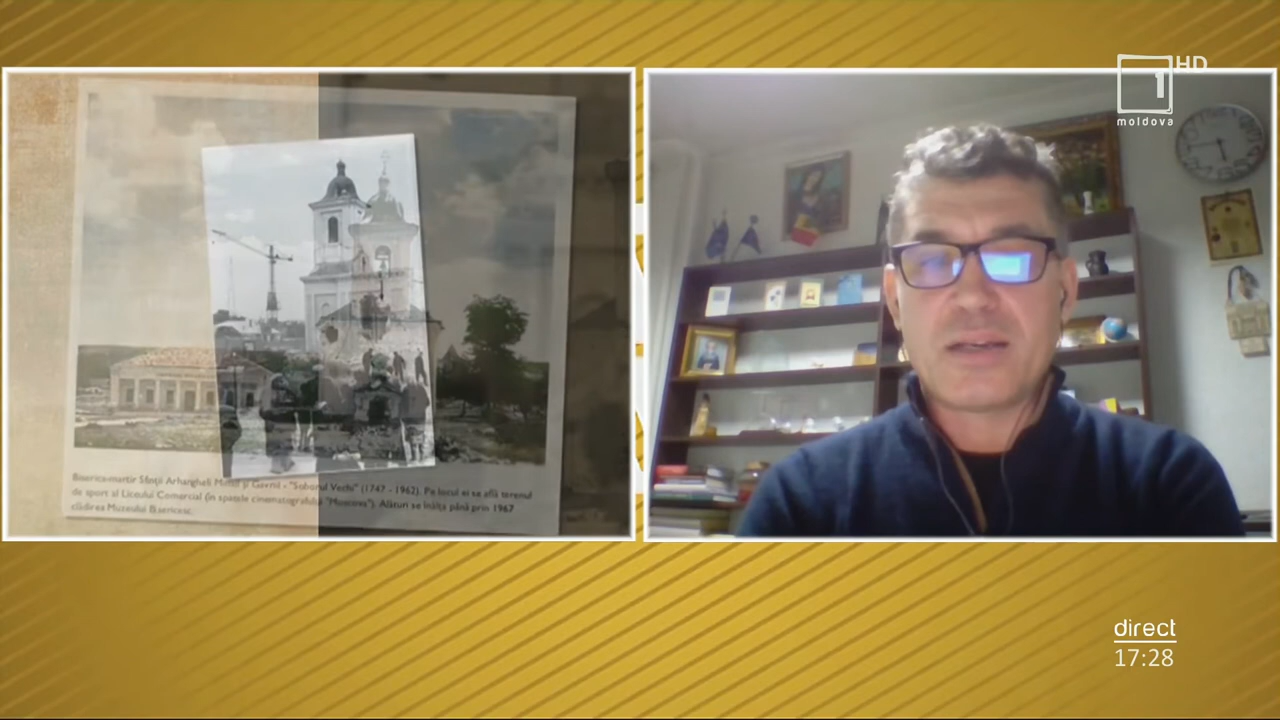 HD
1
moldova
Biserica-martir Sfinții Arhangheli Mihail și Gavriil - "Soborul Vechi" (1747 - 1962). Pe locul ei se află terenul
de sport al Liceului Comercial (în spatele cinematografului "Moscova"). Alături se înălța până prin 1967
clădirea Muzeului Bisericesc.
direct
17:28